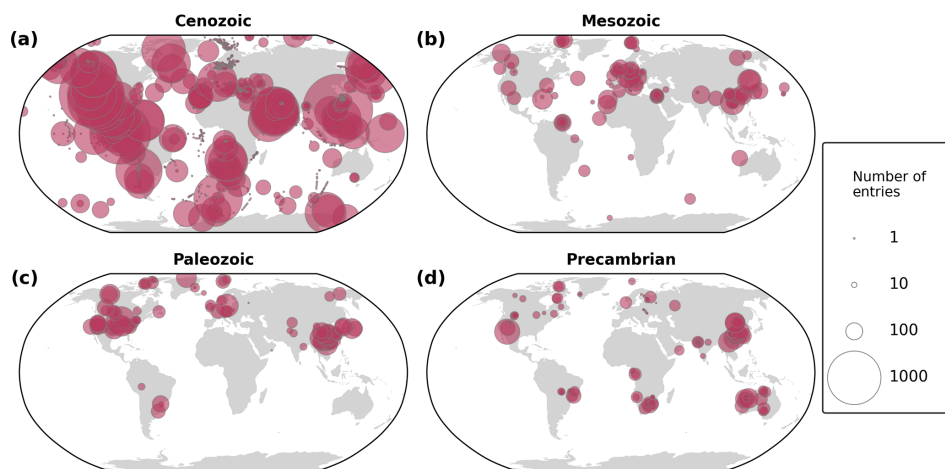 Cenozoic
Mesozoic
(a)
(b)
Number of
entries
1
10
100
1000
Paleozoic
Precambrian
(c)
(d)